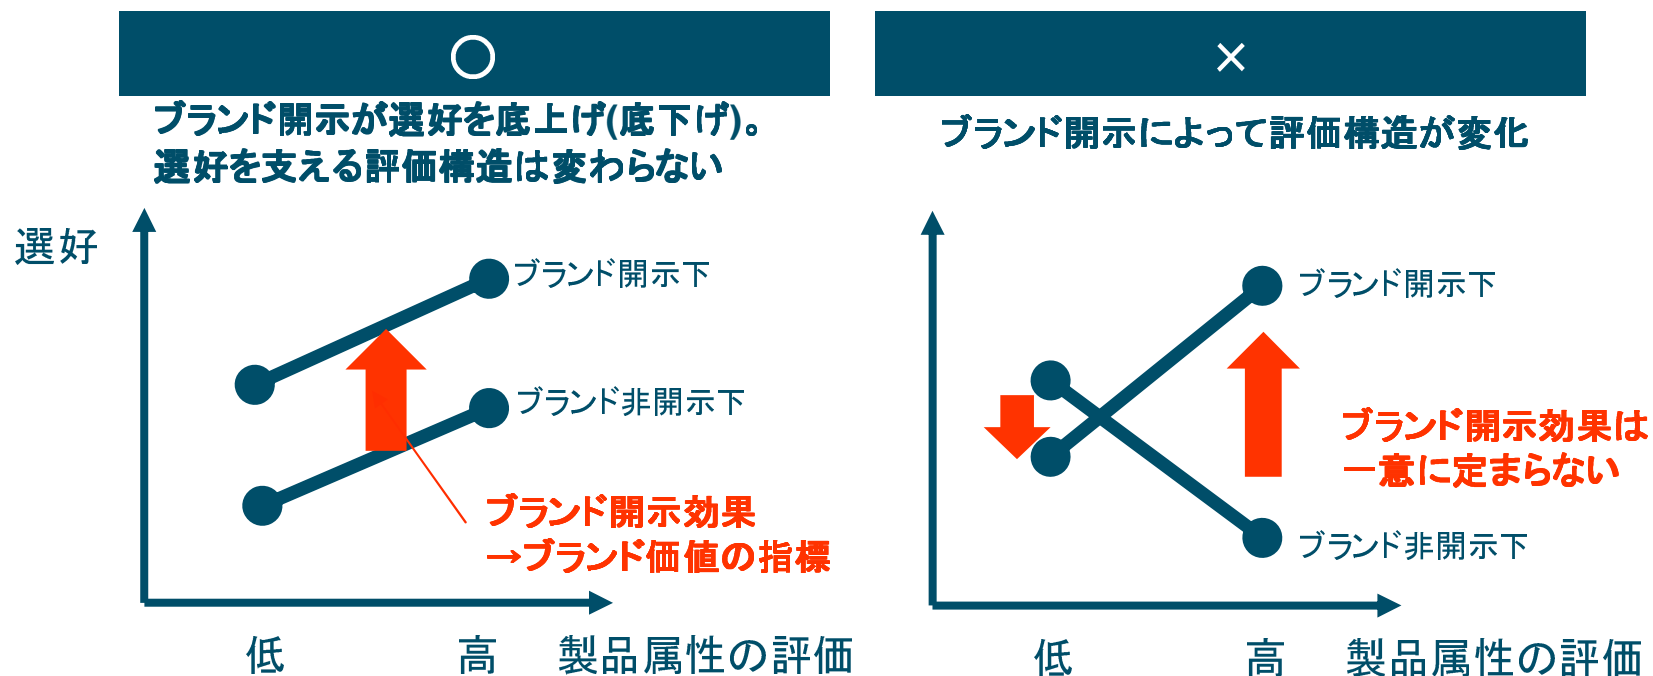 ○
ブランド開示が選好を底上げ(底下げ)。
選好を支える評価構造は変わらない
選好
ブランド開示下
ブランド非開示下
ブランド開示効果
→ブランド価値の指標
低 高 製品属性の評価
×
ブランド開示によって評価構造が変化
ブランド開示下
ブランド開示効果は
一意に定まらない
ブランド非開示下
低 高 製品属性の評価